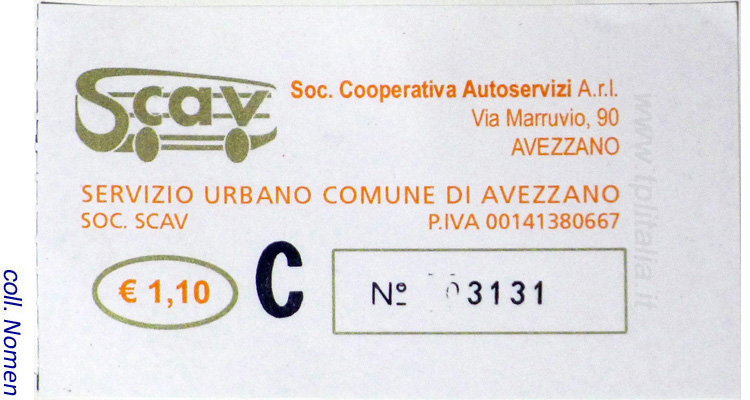 Scav
Soc. Cooperativa Autoservizi A.r.l.
Via Marruvio, 90
AVEZZANO
SERVIZIO URBANO COMUNE DI AVEZZANO
SOC. SCAV P.IVA 00141380667
€ 1,10 C Nº 3131
www.tplitalia.it
coll. Nomen